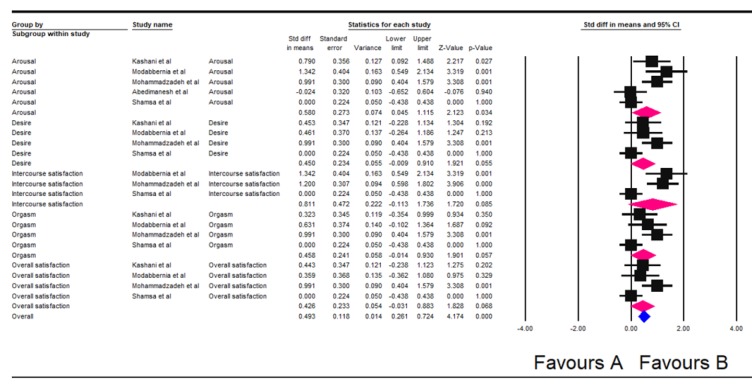 Group by Study name Statistics for each study Std diff in means and 95% CI
Subgroup within study
Std diff Standard Lower Upper
in means error Variance limit limit Z-Value p-Value
Arousal Kashani et al Arousal 0.790 0.356 0.127 0.092 1.488 2.217 0.027
Arousal Modabbernia et al Arousal 1.342 0.404 0.163 0.549 2.134 3.319 0.001
Arousal Mohammadzadeh et al Arousal 0.991 0.300 0.090 0.404 1.579 3.308 0.001
Arousal Abedimanesh et al Arousal -0.024 0.320 0.103 -0.652 0.604 -0.076 0.940
Arousal Shamsa et al Arousal 0.000 0.224 0.050 -0.438 0.438 0.000 1.000
Arousal 0.580 0.273 0.074 0.045 1.115 2.123 0.034
Desire Kashani et al Desire 0.453 0.347 0.121 -0.228 1.134 1.304 0.192
Desire Modabbernia et al Desire 0.461 0.370 0.137 -0.264 1.186 1.247 0.213
Desire Mohammadzadeh et al Desire 0.991 0.300 0.090 0.404 1.579 3.308 0.001
Desire Shamsa et al Desire 0.000 0.224 0.050 -0.438 0.438 0.000 1.000
Desire 0.450 0.234 0.055 -0.009 0.910 1.921 0.055
Intercourse satisfaction Modabbernia et al Intercourse satisfaction 1.342 0.404 0.163 0.549 2.134 3.319 0.001
Intercourse satisfaction Mohammadzadeh et al Intercourse satisfaction 1.200 0.307 0.094 0.598 1.802 3.906 0.000
Intercourse satisfaction Shamsa et al Intercourse satisfaction 0.000 0.224 0.050 -0.438 0.438 0.000 1.000
Intercourse satisfaction 0.811 0.472 0.222 -0.113 1.736 1.720 0.085
Orgasm Kashani et al Orgasm 0.323 0.345 0.119 -0.354 0.999 0.934 0.350
Orgasm Modabbernia et al Orgasm 0.631 0.374 0.140 -0.102 1.364 1.687 0.092
Orgasm Mohammadzadeh et al Orgasm 0.991 0.300 0.090 0.404 1.579 3.308 0.001
Orgasm Shamsa et al Orgasm 0.000 0.224 0.050 -0.438 0.438 0.000 1.000
Orgasm 0.458 0.241 0.058 -0.014 0.930 1.901 0.057
Overall satisfaction Kashani et al Overall satisfaction 0.443 0.347 0.121 -0.238 1.123 1.275 0.202
Overall satisfaction Modabbernia et al Overall satisfaction 0.359 0.368 0.135 -0.362 1.080 0.975 0.329
Overall satisfaction Mohammadzadeh et al Overall satisfaction 0.991 0.300 0.090 0.404 1.579 3.308 0.001
Overall satisfaction Shamsa et al Overall satisfaction 0.000 0.224 0.050 -0.438 0.438 0.000 1.000
Overall satisfaction 0.426 0.233 0.054 -0.031 0.883 1.828 0.068
Overall 0.493 0.118 0.014 0.261 0.724 4.174 0.000
-4.00 -2.00 0.00 2.00 4.00
Favours A Favours B